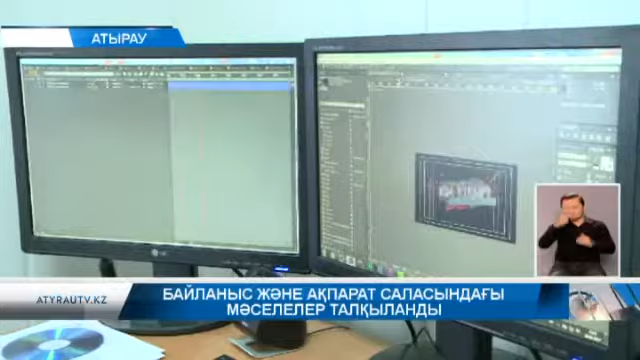 АТЫРАУ
LG
ATYRAUTV.KZ
БАЙЛАНЫС ЖӘНЕ АҚПАРАТ САЛАСЫНДАҒЫ
МӘСЕЛЕЛЕР ТАЛҚЫЛАНДЫ